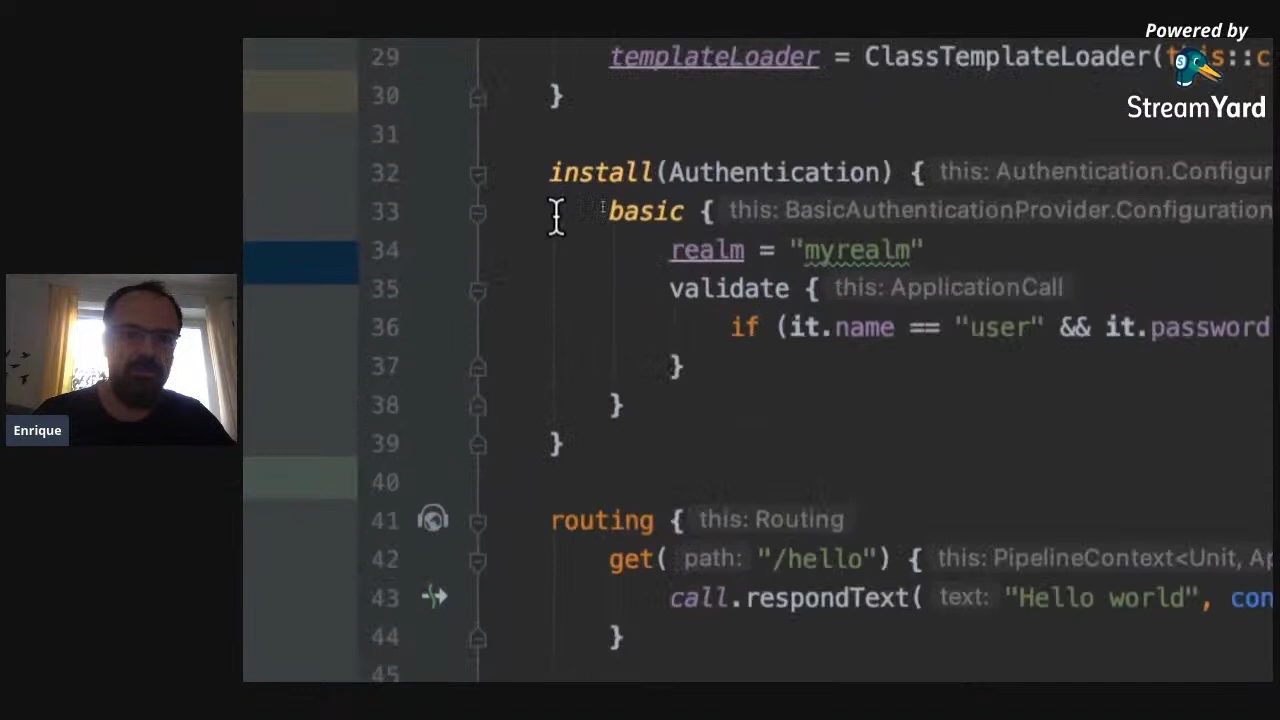 Powered by
StreamYard
29 templateLoader = ClassTemplateLoader(this::c
30 }
31
32 install(Authentication) { this: Authentication.Configur
33 basic { this: BasicAuthenticationProvider.Configuration
34 realm = "myrealm"
35 validate { this: ApplicationCall
36 if (it.name == "user" && it.password
37 }
38 }
39 }
40
41 routing { this: Routing
42 get( path: "/hello") { this: PipelineContext<Unit, Ap
43 call.respondText( text: "Hello world", con
44 }
45
Enrique